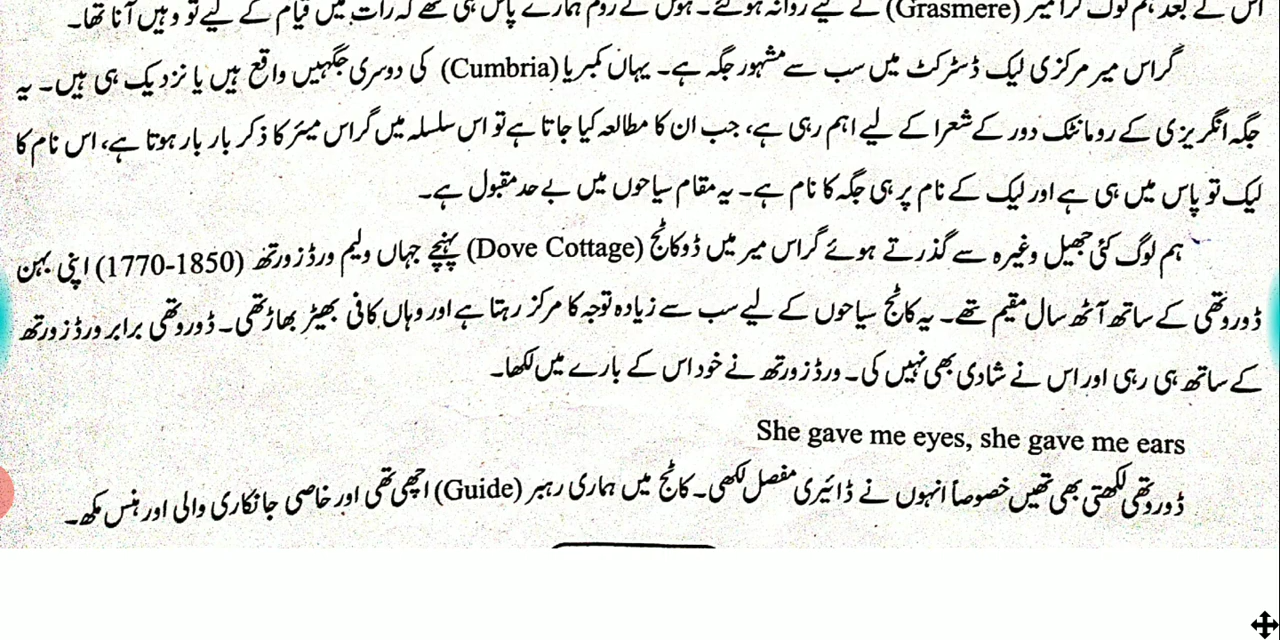 اس کے بعد ہم لوگ گراسمیر (Grasmere) کے لیے روانہ ہوگئے۔ ہوٹل کے روم ہمارے پاس ہی تھے کہ رات میں قیام کے لیے تو وہیں آنا تھا۔
گراس میر مرکزی لیک ڈسٹرکٹ میں سب سے مشہور جگہ ہے۔ یہاں کمبریا (Cumbria) کی دوسری جگہیں واقع ہیں یا نزدیک ہی ہیں۔ یہ
جگہ انگریزی کے رومانٹک دور کے شعرا کے لیے اہم رہی ہے، جب ان کا مطالعہ کیا جاتا ہے تو اس سلسلہ میں گراس میئر کا ذکر بار بار ہوتا ہے، اس نام کا
لیک تو پاس میں ہی ہے اور لیک کے نام پر ہی جگہ کا نام ہے۔ یہ مقام سیاحوں میں بے حد مقبول ہے۔
ہم لوگ کئی جھیل وغیرہ سے گذرتے ہوئے گراس میر میں ڈوکاٹج (Dove Cottage) پہنچے جہاں ولیم ورڈزورتھ (1770-1850) اپنی بہن
ڈوروتھی کے ساتھ آٹھ سال مقیم تھے۔ یہ کاٹج سیاحوں کے لیے سب سے زیادہ توجہ کا مرکز رہتا ہے اور وہاں کافی بھیڑ بھاڑ تھی۔ ڈوروتھی برابر ورڈزورتھ
کے ساتھ ہی رہی اور اس نے شادی بھی نہیں کی۔ ورڈزورتھ نے خود اس کے بارے میں لکھا۔
She gave me eyes, she gave me ears
ڈوروتھی لکھتی بھی تھیں خصوصاً انہوں نے ڈائیری مفصل لکھی۔ کاٹج میں ہماری رہبر (Guide) اچھی تھی اور خاصی جانکاری والی اور ہنس مکھ۔